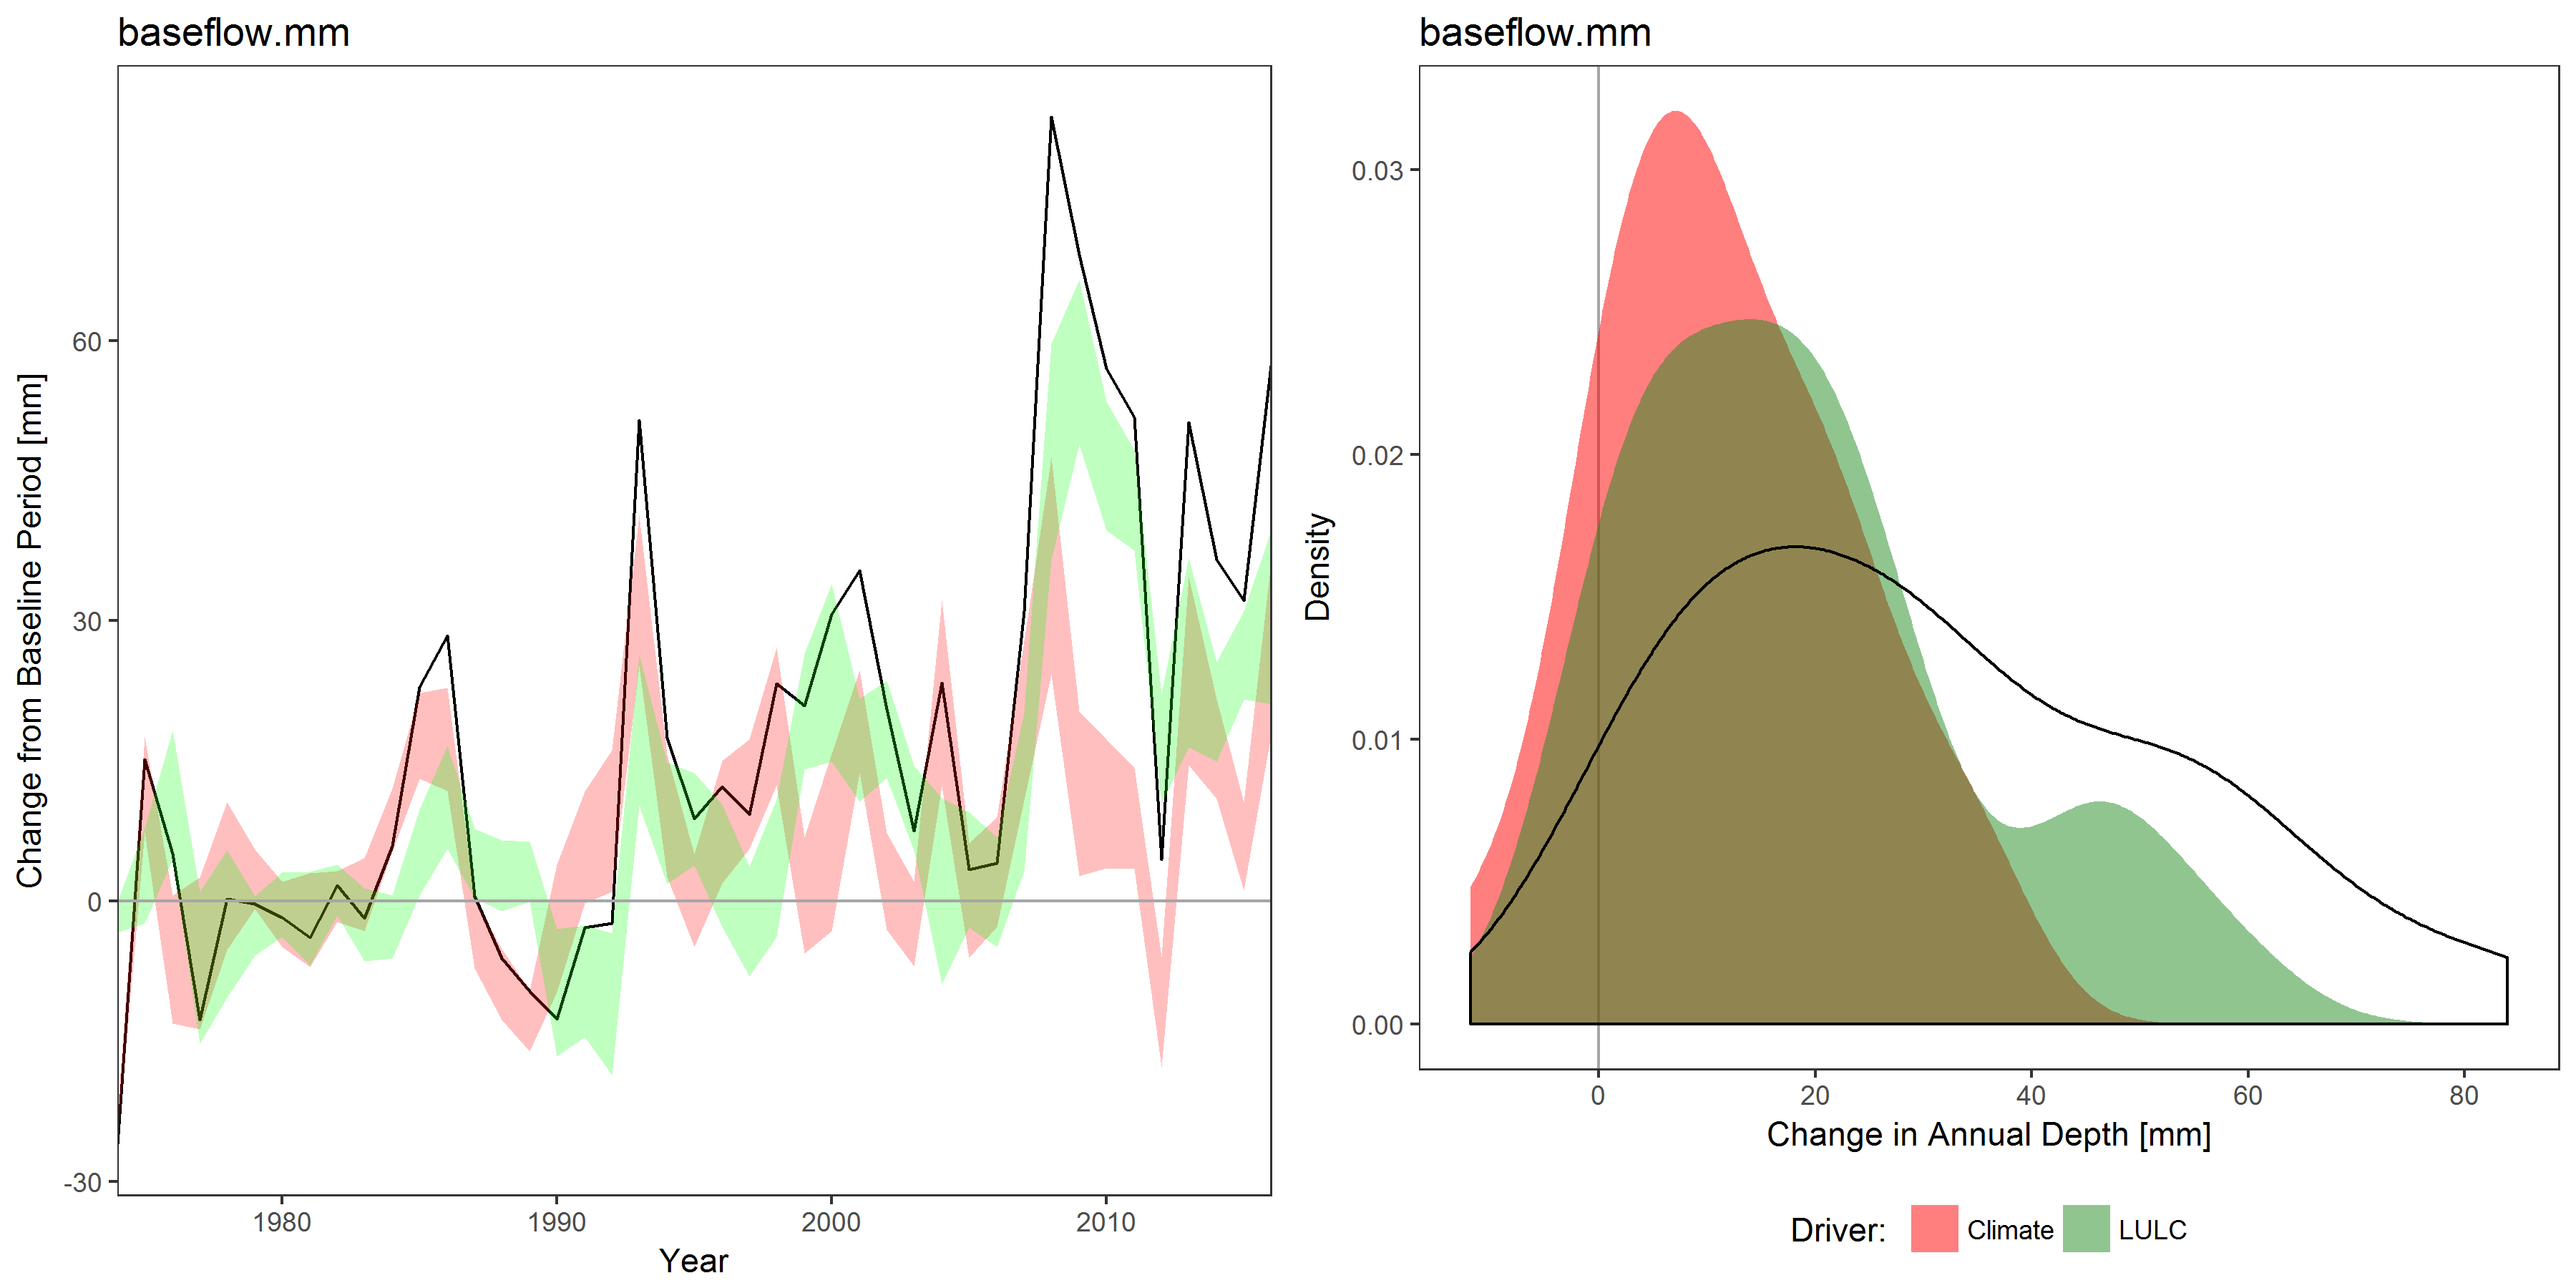 baseflow.mm
Change from Baseline Period [mm]
60
30
0
-30
1980
1990
2000
2010
Year
baseflow.mm
Density
0.03
0.02
0.01
0.00
0
20
40
60
80
Change in Annual Depth [mm]
Driver: Climate LULC